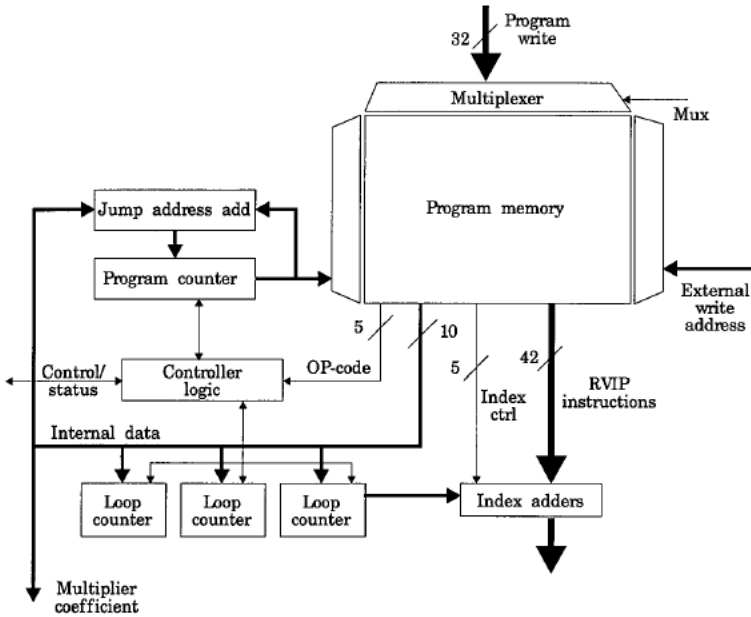 Program
write
32
Multiplexer
Mux
Jump address add
Program memory
Program counter
External
write
address
5
10
5
42
Control/
status
Controller
logic
OP-code
Index
ctrl
RVIP
instructions
Internal data
Loop
counter
Loop
counter
Loop
counter
Index adders
Multiplier
coefficient